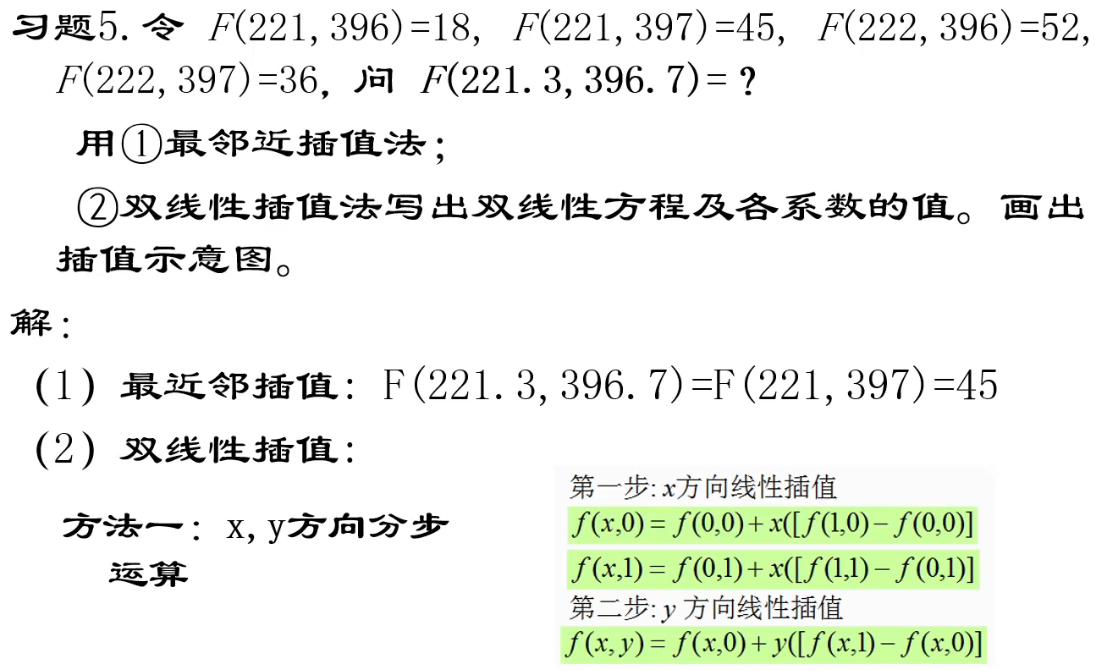 习题5. 令 F(221, 396)=18, F(221, 397)=45, F(222, 396)=52,
F(222, 397)=36, 问 F(221.3, 396.7)=?
用①最邻近插值法;
②双线性插值法写出双线性方程及各系数的值。画出
插值示意图。
解:
(1) 最近邻插值: F(221.3, 396.7)=F(221, 397)=45
(2) 双线性插值:
方法一: x, y方向分步
运算
第一步: x方向线性插值
f(x,0) = f(0,0) + x([f(1,0) − f(0,0)]
f(x,1) = f(0,1) + x([f(1,1) − f(0,1)]
第二步: y 方向线性插值
f(x, y) = f(x,0) + y([f(x,1) − f(x,0)]